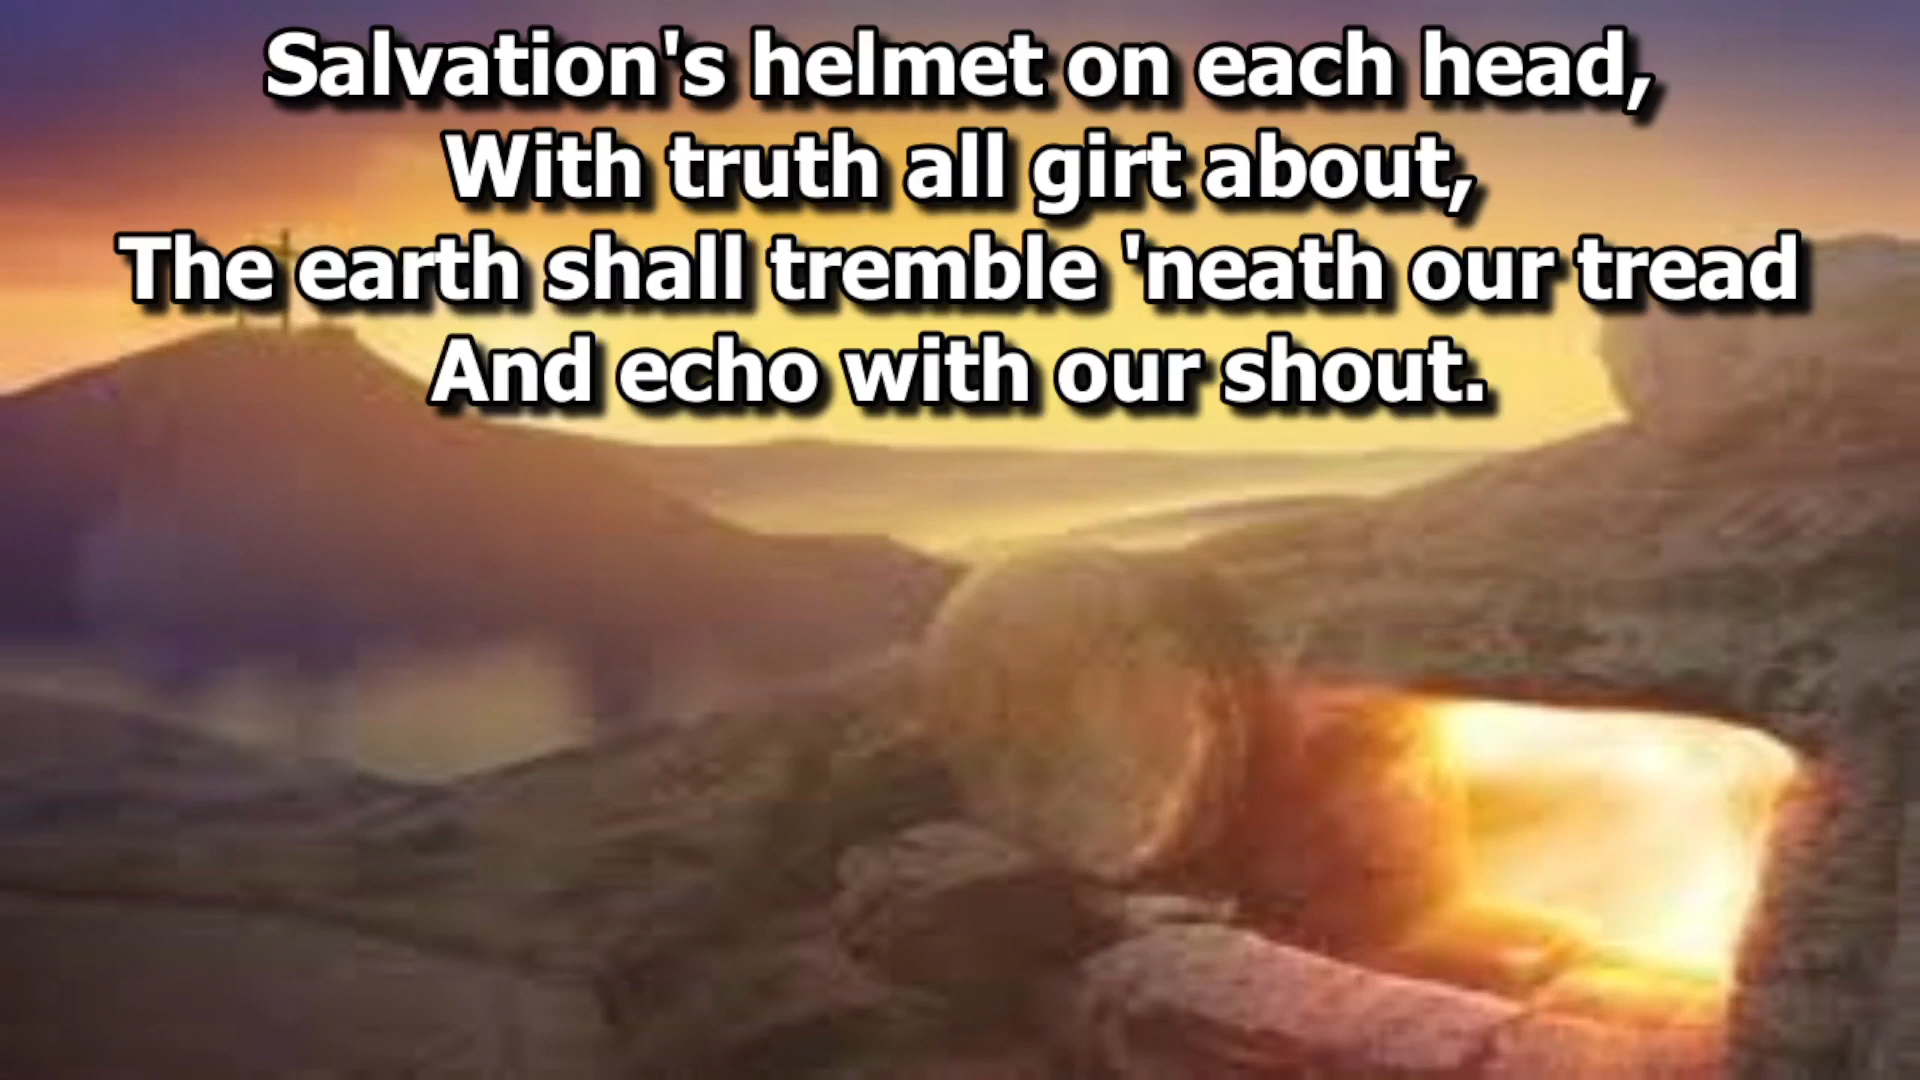 Salvation's helmet on each head,
With truth all girt about,
The earth shall tremble 'neath our tread
And echo with our shout.